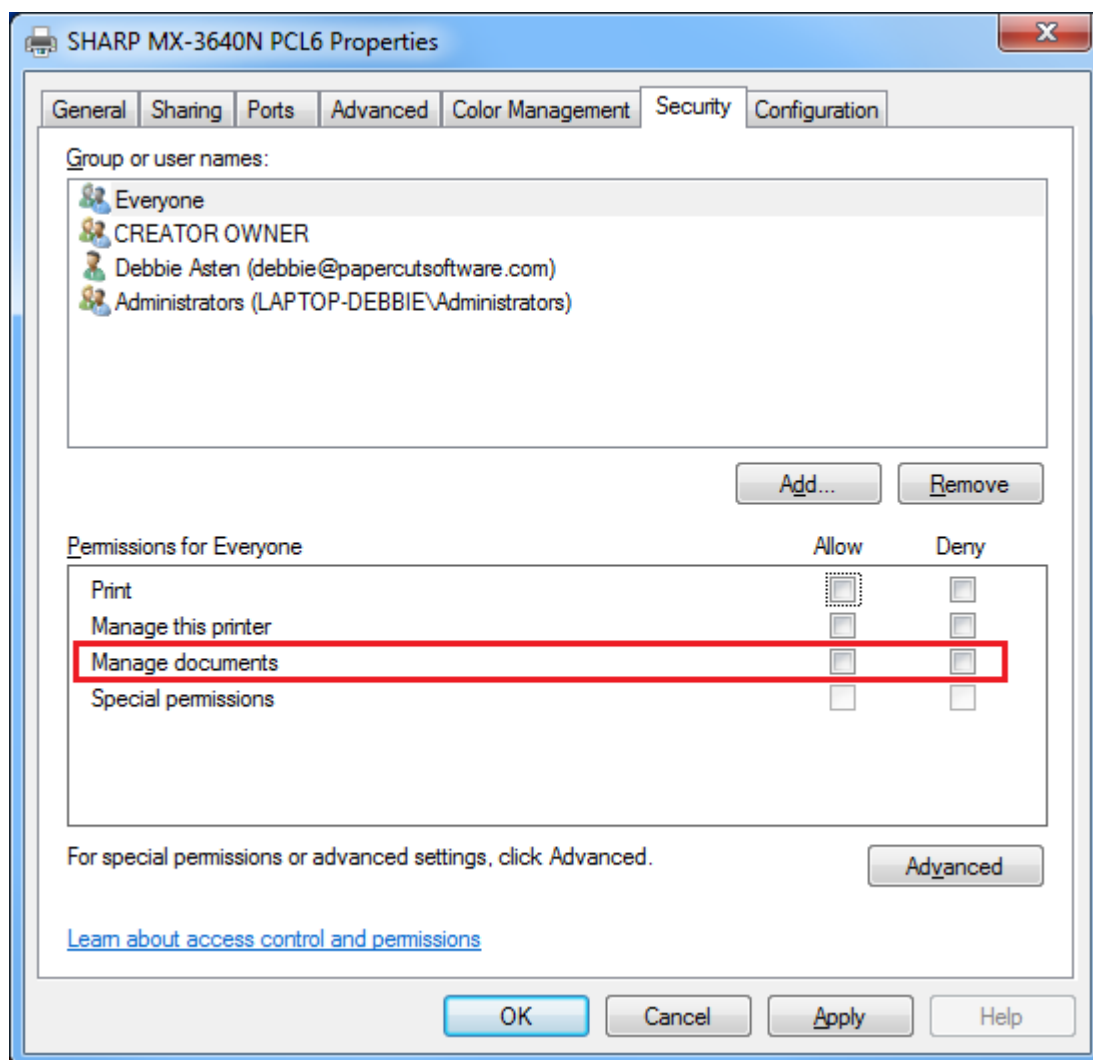 SHARP MX-3640N PCL6 Properties
General Sharing Ports Advanced Color Management Security Configuration
Group or user names:
Everyone
CREATOR OWNER
Debbie Asten (debbie@papercutsoftware.com)
Administrators (LAPTOP-DEBBIE\Administrators)
Add... Remove
Permissions for Everyone Allow Deny
Print
Manage this printer
Manage documents
Special permissions
For special permissions or advanced settings, click Advanced.
Advanced
Learn about access control and permissions
OK Cancel Apply Help